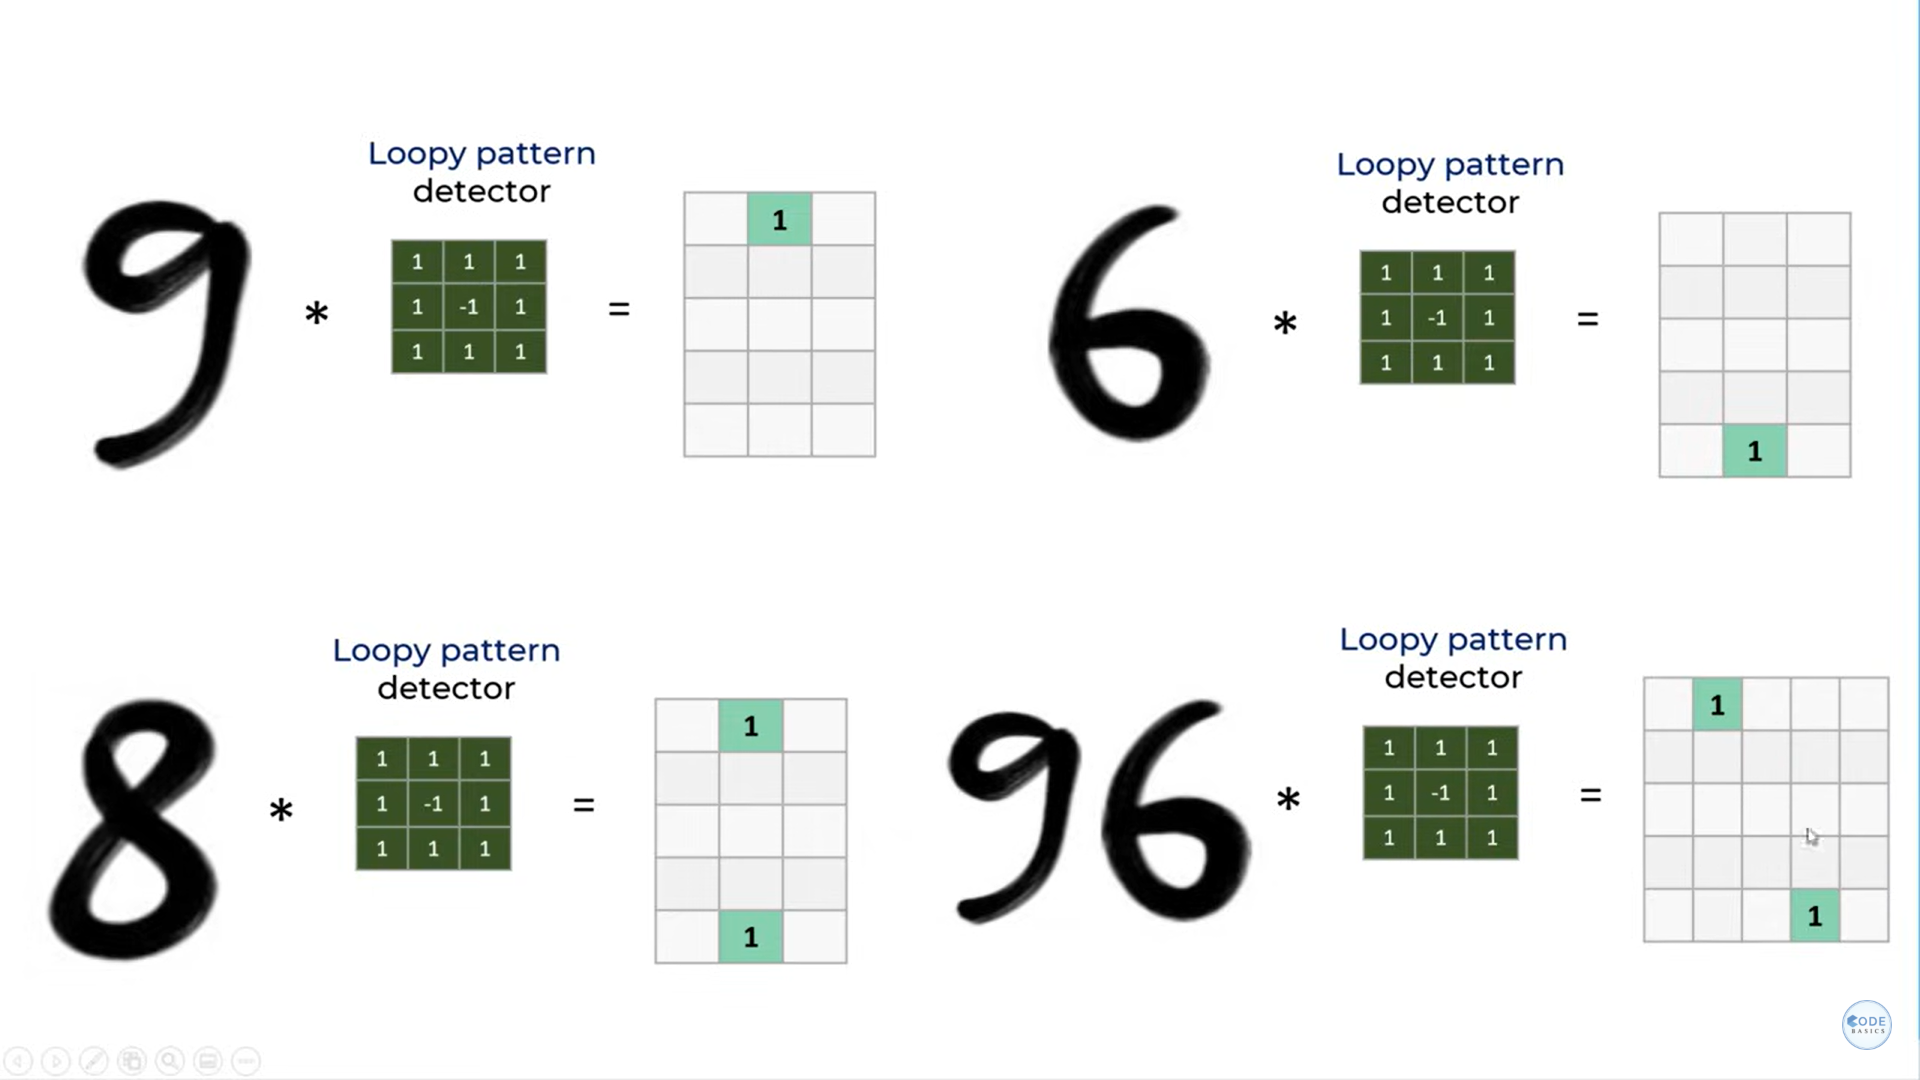 Loopy pattern
detector
9 * 
1 1 1
1 -1 1
1 1 1
=
1
Loopy pattern
detector
6 *
1 1 1
1 -1 1
1 1 1
=
1
Loopy pattern
detector
8 *
1 1 1
1 -1 1
1 1 1
=
1
1
Loopy pattern
detector
96 *
1 1 1
1 -1 1
1 1 1
=
1
1
CODE
BASICS